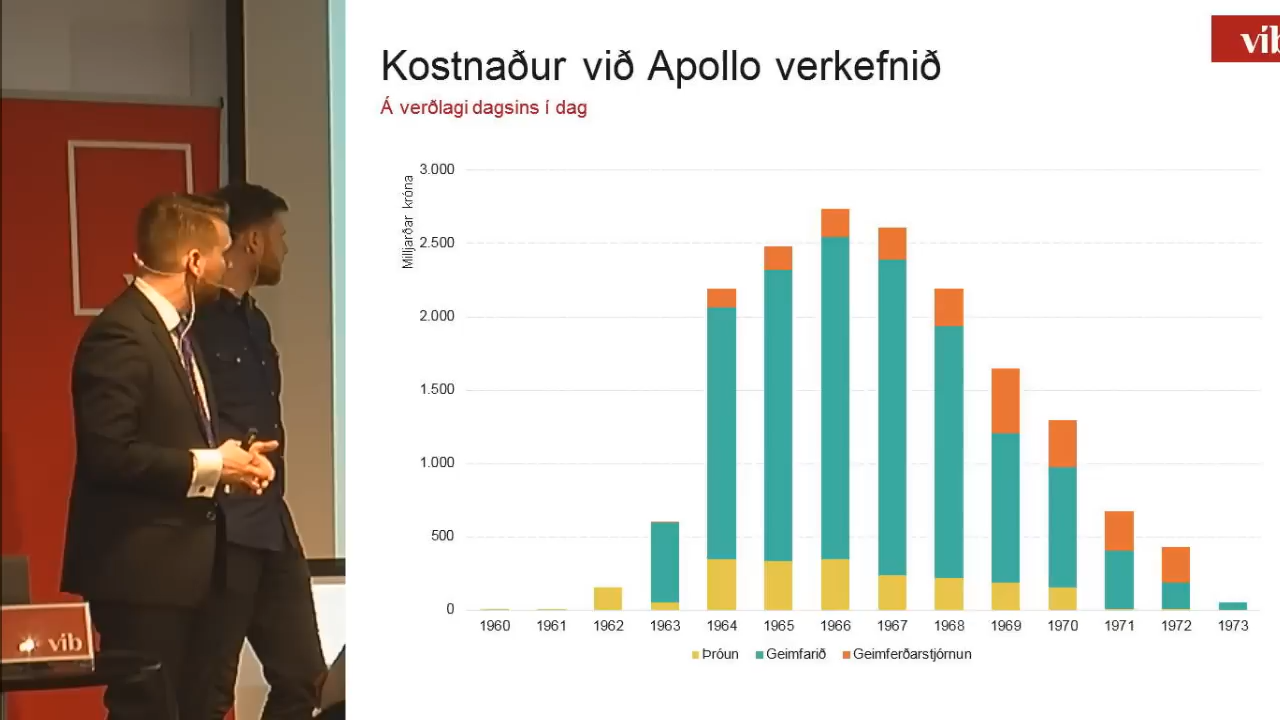 Kostnaður við Apollo verkefnið
Á verðlagi dagsins í dag
víb
Milljarðar króna
3.000
2.500
2.000
1.500
1.000
500
0
1960 1961 1962 1963 1964 1965 1966 1967 1968 1969 1970 1971 1972 1973
Þróun Geimfarið Geimferðarstjórnun
víb